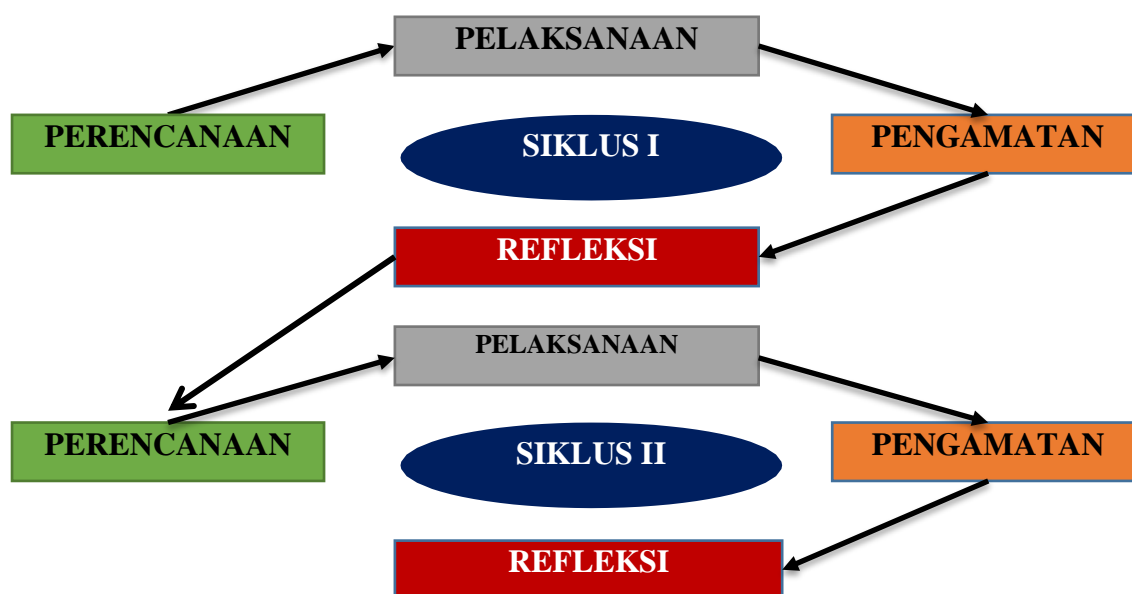 PELAKSANAAN
PERENCANAAN
SIKLUS I
PENGAMATAN
REFLEKSI
PELAKSANAAN
PERENCANAAN
SIKLUS II
PENGAMATAN
REFLEKSI